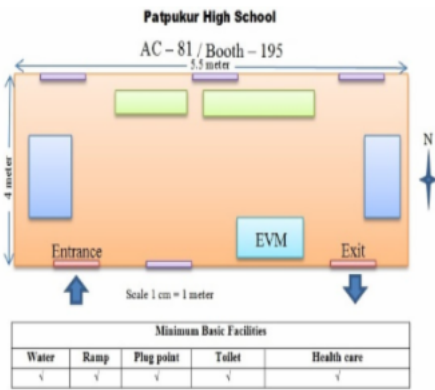 Patpukur High School
AC – 81 / Booth - 195
5.5 meter
4 meter
N
EVM
Entrance
Exit
Scale 1 cm = 1 meter
Minimum Basic Facilities
Water Ramp Plug point Toilet Health care
√ √ √ √ √